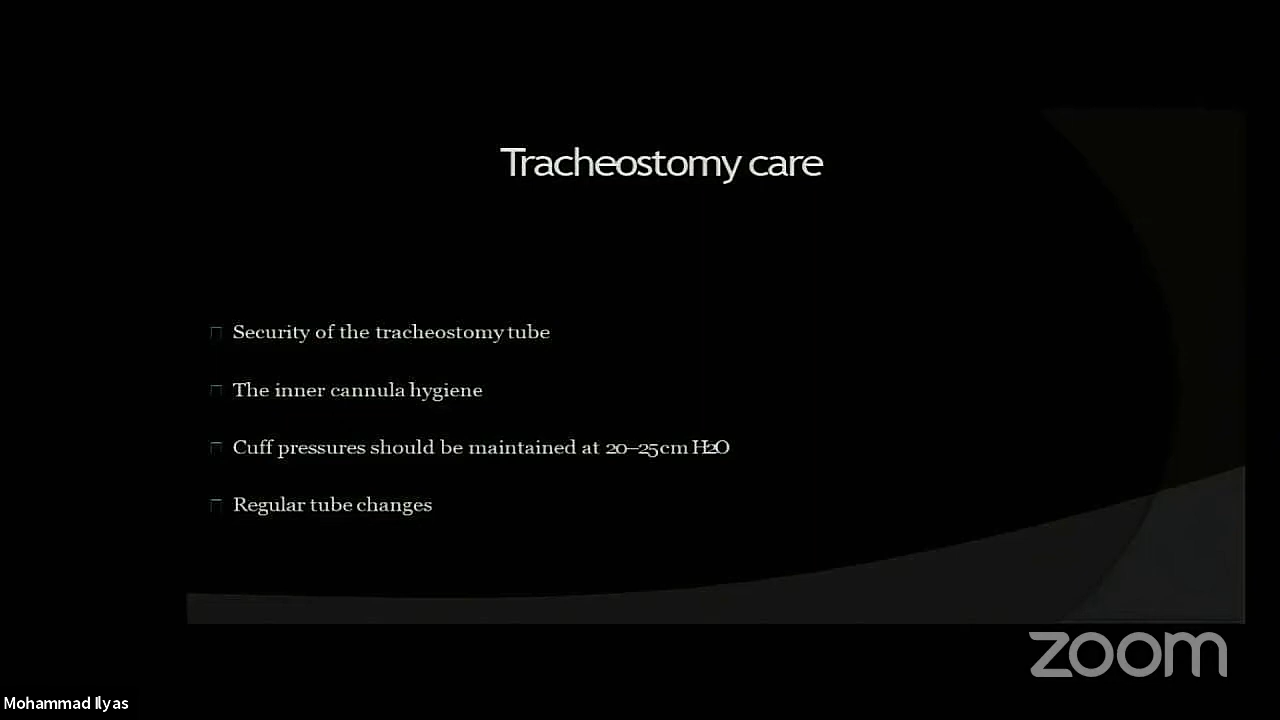 Tracheostomy care
Security of the tracheostomy tube
The inner cannula hygiene
Cuff pressures should be maintained at 20–25cm H2O
Regular tube changes
zoom
Mohammad Ilyas